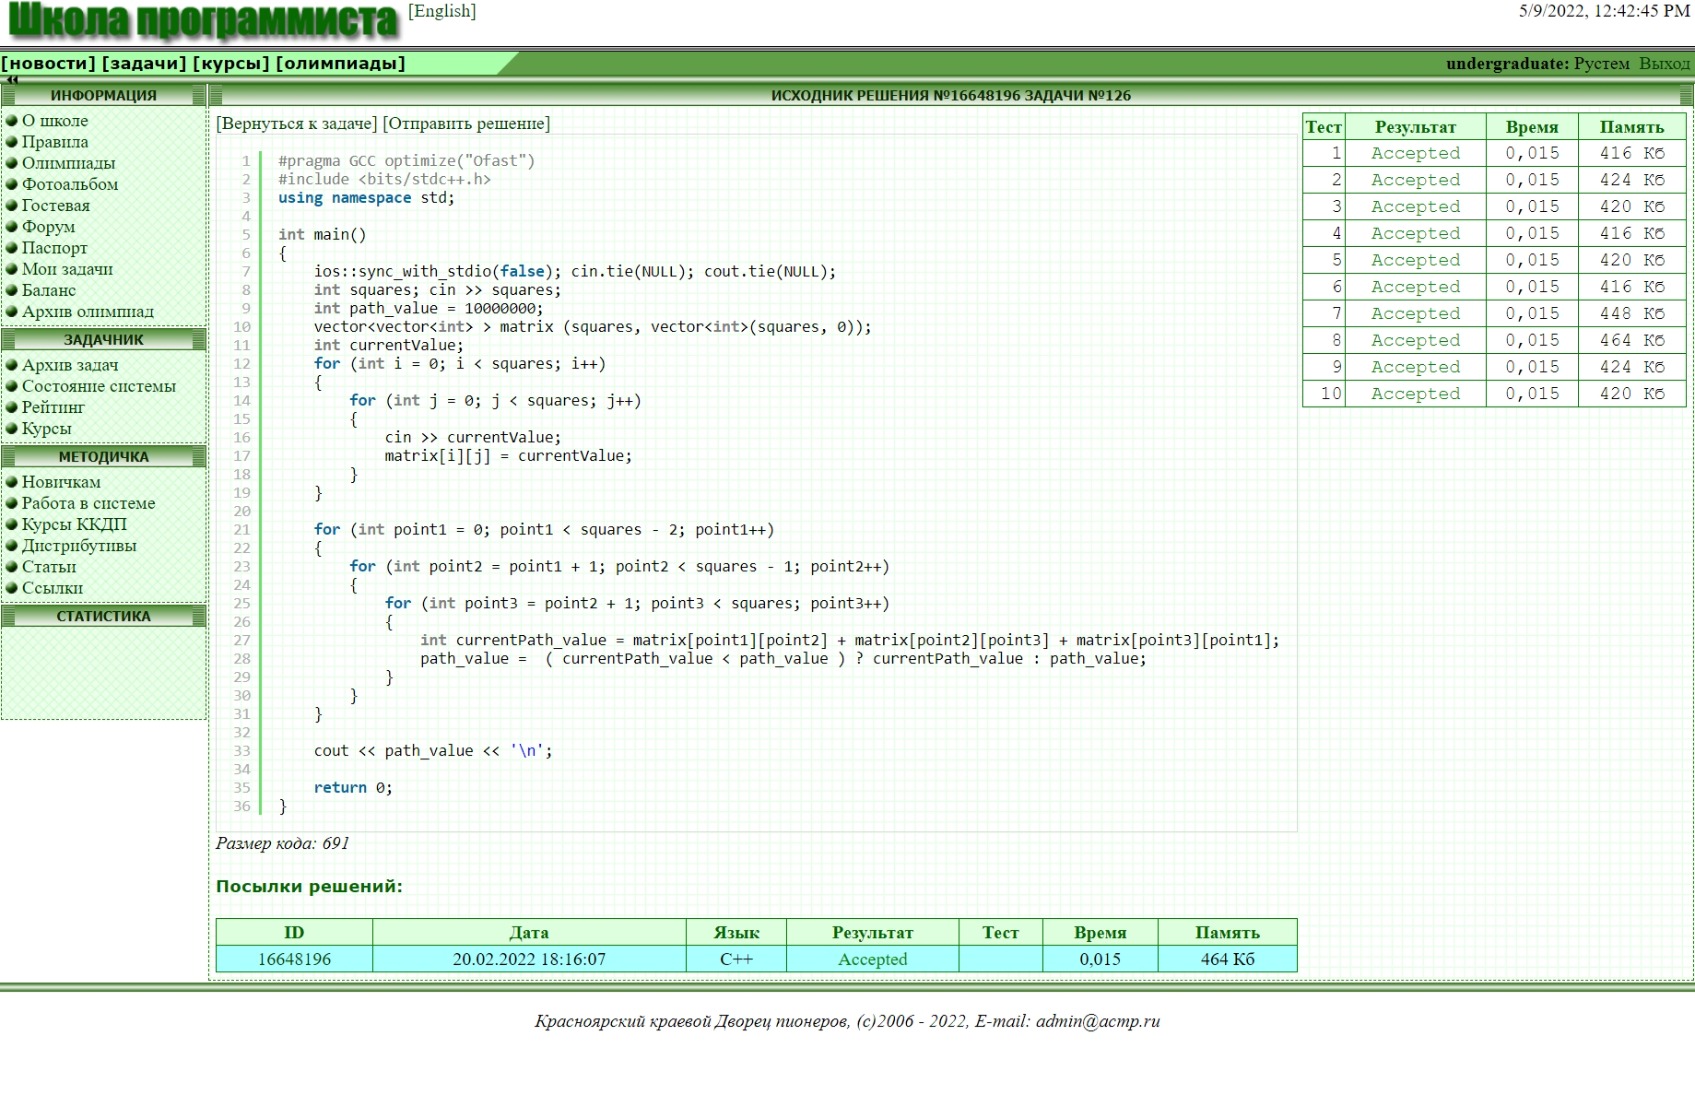 Школа программиста [English] 5/9/2022, 12:42:45 PM
[новости] [задачи] [курсы] [олимпиады] undergraduate: Рустем Выход
ИНФОРМАЦИЯ
О школе
Правила
Олимпиады
Фотоальбом
Гостевая
Форум
Паспорт
Мои задачи
Баланс
Архив олимпиад
ЗАДАЧНИК
Архив задач
Состояние системы
Рейтинг
Курсы
МЕТОДИЧКА
Новичкам
Работа в системе
Курсы ККДП
Дистрибутивы
Статьи
Ссылки
СТАТИСТИКА
ИСХОДНИК РЕШЕНИЯ №16648196 ЗАДАЧИ №126
[Вернуться к задаче] [Отправить решение]
1 #pragma GCC optimize("Ofast")
2 #include <bits/stdc++.h>
3 using namespace std;
4
5 int main()
6 {
7     ios::sync_with_stdio(false); cin.tie(NULL); cout.tie(NULL);
8     int squares; cin >> squares;
9     int path_value = 10000000;
10     vector<vector<int> > matrix (squares, vector<int>(squares, 0));
11     int currentValue;
12     for (int i = 0; i < squares; i++)
13     {
14         for (int j = 0; j < squares; j++)
15         {
16             cin >> currentValue;
17             matrix[i][j] = currentValue;
18         }
19     }
20
21     for (int point1 = 0; point1 < squares - 2; point1++)
22     {
23         for (int point2 = point1 + 1; point2 < squares - 1; point2++)
24         {
25             for (int point3 = point2 + 1; point3 < squares; point3++)
26             {
27                 int currentPath_value = matrix[point1][point2] + matrix[point2][point3] + matrix[point3][point1];
28                 path_value =  ( currentPath_value < path_value ) ? currentPath_value : path_value;
29             }
30         }
31     }
32
33     cout << path_value << '\n';
34
35     return 0;
36 }
Размер кода: 691
Тест Результат Время Память
1 Accepted 0,015 416 Кб
2 Accepted 0,015 424 Кб
3 Accepted 0,015 420 Кб
4 Accepted 0,015 416 Кб
5 Accepted 0,015 420 Кб
6 Accepted 0,015 416 Кб
7 Accepted 0,015 448 Кб
8 Accepted 0,015 464 Кб
9 Accepted 0,015 424 Кб
10 Accepted 0,015 420 Кб
Посылки решений:
ID Дата Язык Результат Тест Время Память
16648196 20.02.2022 18:16:07 C++ Accepted 0,015 464 Кб
Красноярский краевой Дворец пионеров, (c)2006 - 2022, E-mail: admin@acmp.ru